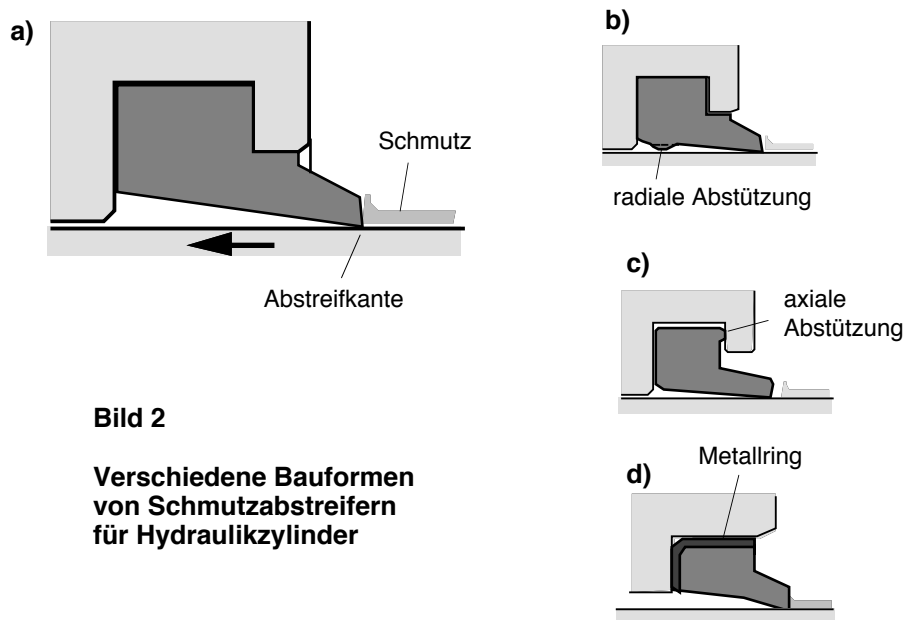 a)
Schmutz
Abstreifkante
b)
radiale Abstützung
c)
axiale
Abstützung
Metallring
d)
Bild 2
Verschiedene Bauformen
von Schmutzabstreifern
für Hydraulikzylinder